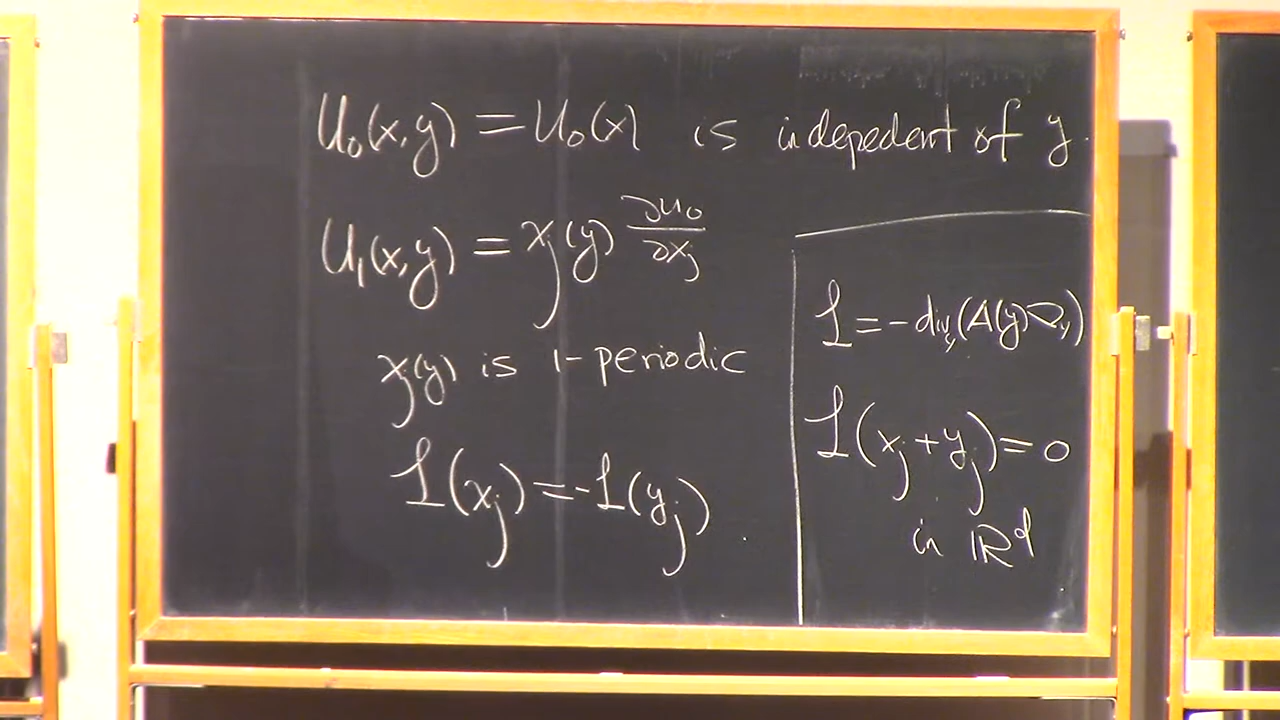 U₀(x,y) = U₀(x) is indepedent of y.
U₁(x,y) = χⱼ(y) ∂u₀/∂xⱼ
χⱼ(y) is 1-periodic
ℒ(χⱼ) = -ℒ(yⱼ)
ℒ = -div_y(A(y)∇_y)
ℒ(χⱼ + yⱼ) = 0
in ℝᵈ